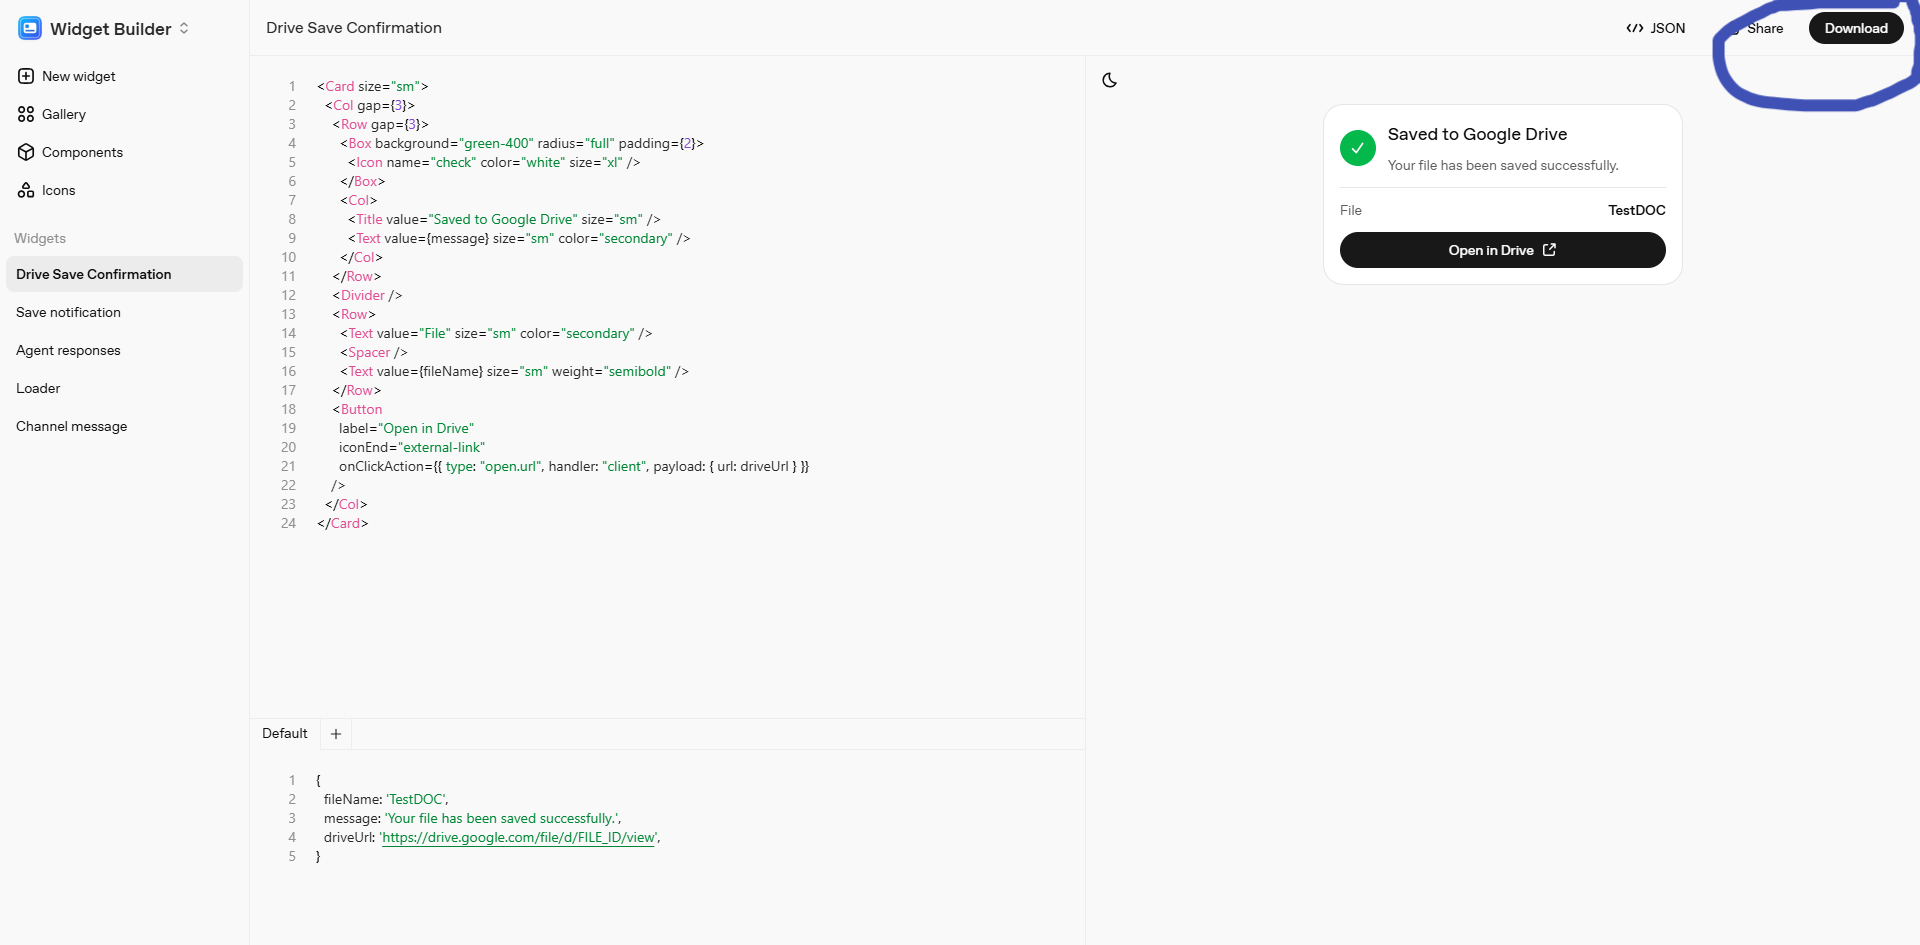 Widget Builder
Drive Save Confirmation
JSON
Share
Download
New widget
Gallery
Components
Icons
Widgets
Drive Save Confirmation
Save notification
Agent responses
Loader
Channel message
1 <Card size="sm">
2 <Col gap={3}>
3 <Row gap={3}>
4 <Box background="green-400" radius="full" padding={2}>
5 <Icon name="check" color="white" size="xl" />
6 </Box>
7 <Col>
8 <Title value="Saved to Google Drive" size="sm" />
9 <Text value={message} size="sm" color="secondary" />
10 </Col>
11 </Row>
12 <Divider />
13 <Row>
14 <Text value="File" size="sm" color="secondary" />
15 <Spacer />
16 <Text value={fileName} size="sm" weight="semibold" />
17 </Row>
18 <Button
19 label="Open in Drive"
20 iconEnd="external-link"
21 onClickAction={{ type: "open.url", handler: "client", payload: { url: driveUrl } }}
22 />
23 </Col>
24 </Card>
Default
1 {
2 fileName: 'TestDOC',
3 message: 'Your file has been saved successfully.',
4 driveUrl: 'https://drive.google.com/file/d/FILE_ID/view',
5 }
Saved to Google Drive
Your file has been saved successfully.
File TestDOC
Open in Drive